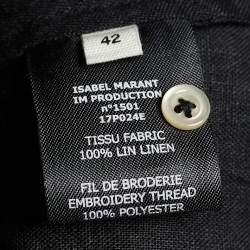 42
ISABEL MARANT
IM PRODUCTION
n°1501
17P024E
TISSU FABRIC
100% LIN LINEN
FIL DE BRODERIE
EMBROIDERY THREAD
100% POLYESTER